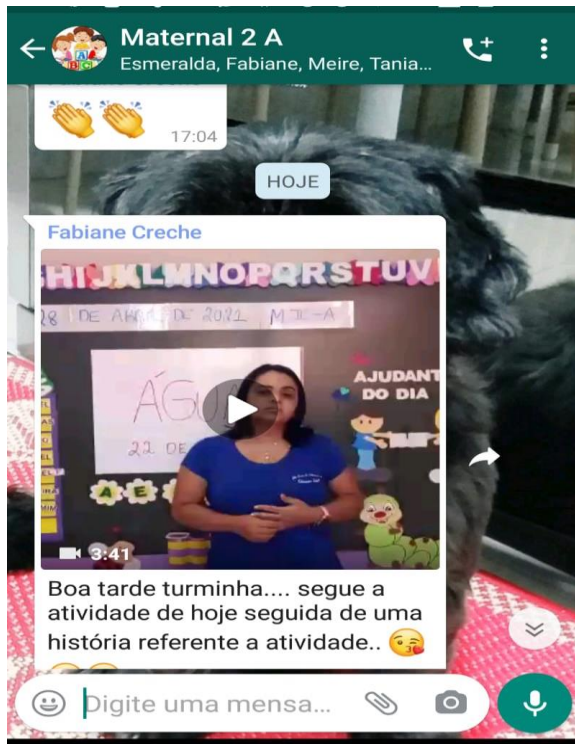 Maternal 2 A
Esmeralda, Fabiane, Meire, Tania...
17:04
HOJE
Fabiane Creche
HIJKLMNOPQRSTUV
28 DE ABRIL DE 2021 M II-A
ÁGUA
22 DE
AJUDANT
DO DIA
A E
3:41
Boa tarde turminha.... segue a
atividade de hoje seguida de uma
história referente a atividade..
Digite uma mensa...